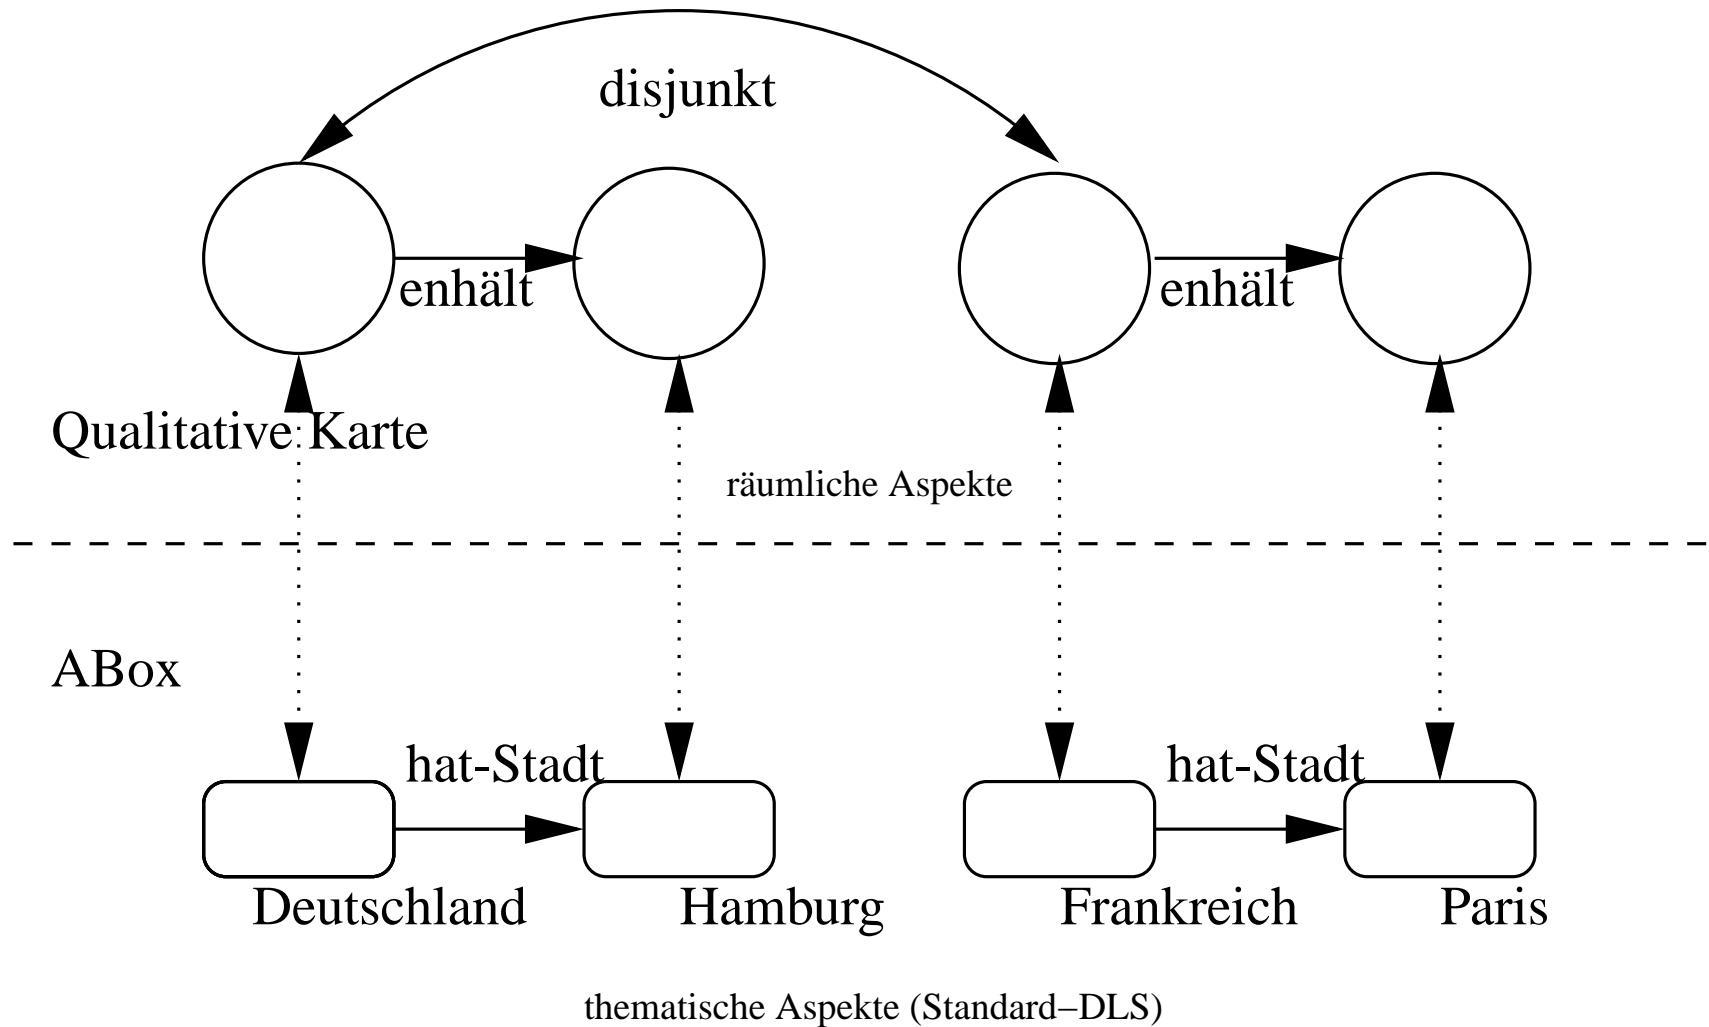 disjunkt
enhält enhält
Qualitative Karte
räumliche Aspekte
ABox
hat-Stadt hat-Stadt
Deutschland Hamburg Frankreich Paris
thematische Aspekte (Standard−DLS)